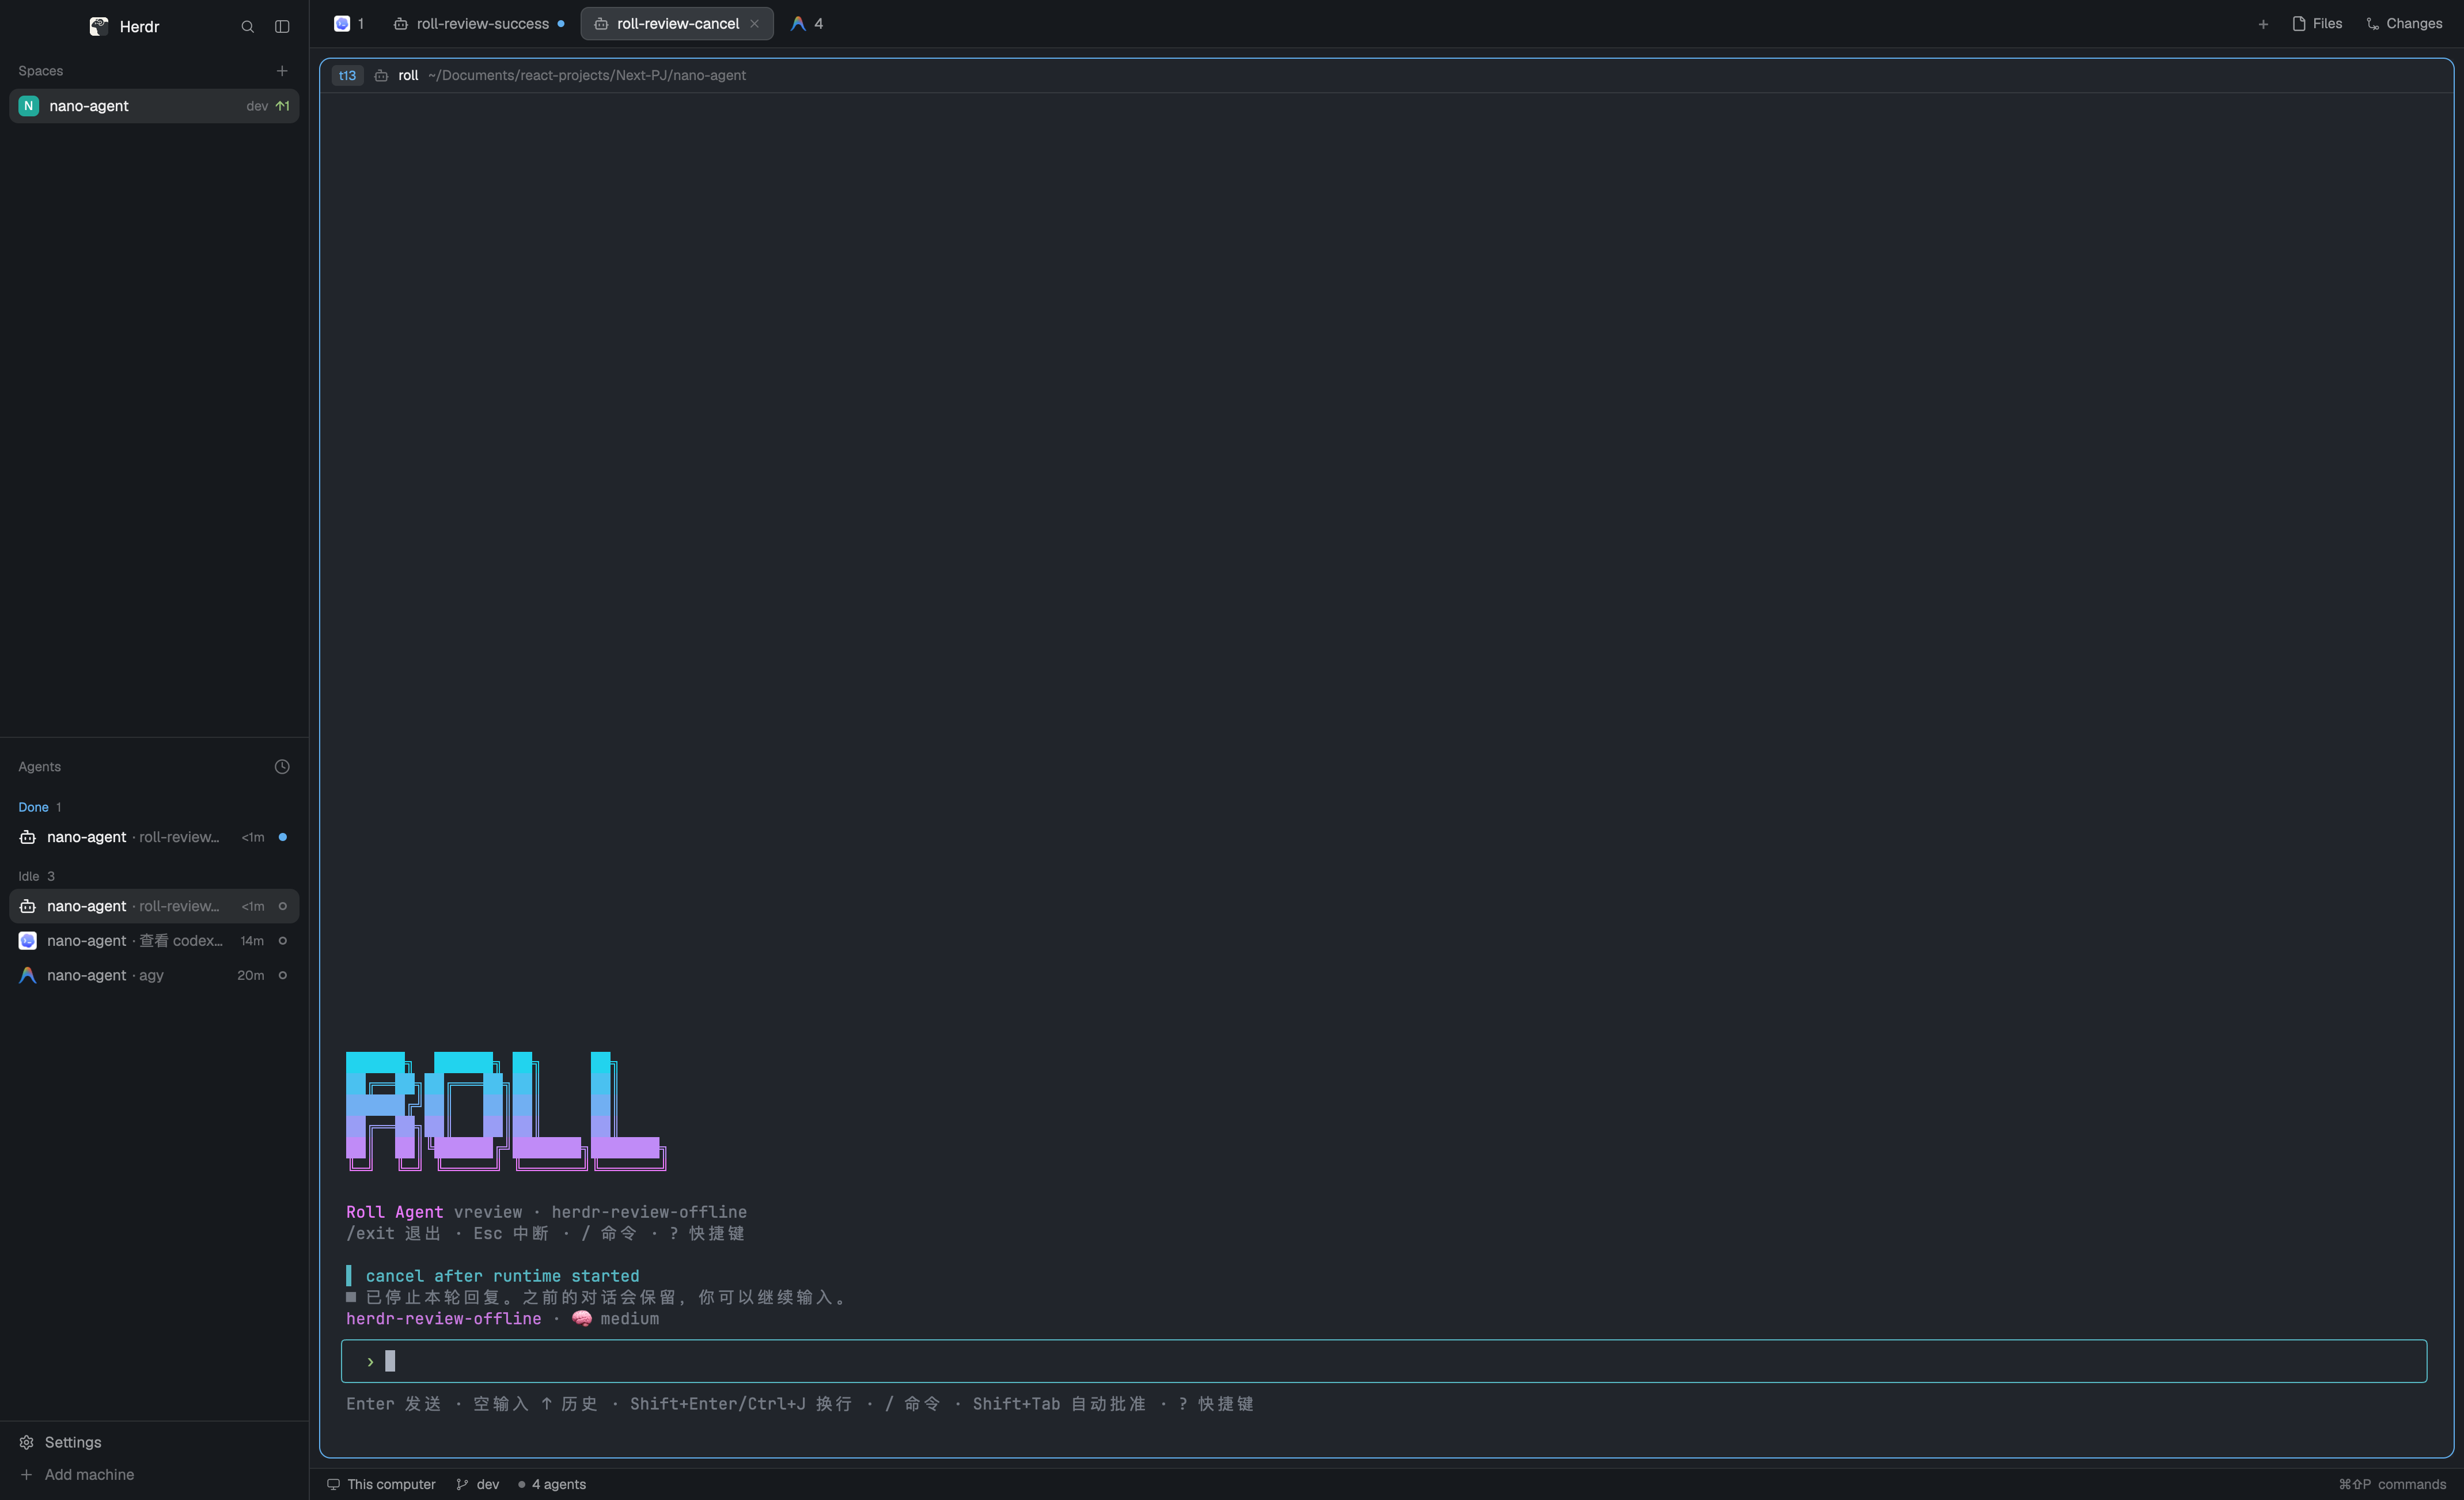 Herdr
Spaces
N nano-agent dev ↑1
Agents
Done 1
nano-agent · roll-review... <1m
Idle 3
nano-agent · roll-review... <1m
nano-agent · 查看 codex... 14m
nano-agent · agy 20m
Settings
Add machine
1
roll-review-success
roll-review-cancel
4
Files
Changes
t13 roll ~/Documents/react-projects/Next-PJ/nano-agent
ROLL
Roll Agent vreview · herdr-review-offline
/exit 退出 · Esc 中断 · / 命令 · ? 快捷键
cancel after runtime started
■ 已停止本轮回复。之前的对话会保留，你可以继续输入。
herdr-review-offline · 🧠 medium
›
Enter 发送 · 空输入 ↑ 历史 · Shift+Enter/Ctrl+J 换行 · / 命令 · Shift+Tab 自动批准 · ? 快捷键
This computer dev 4 agents
⌘⇧P commands